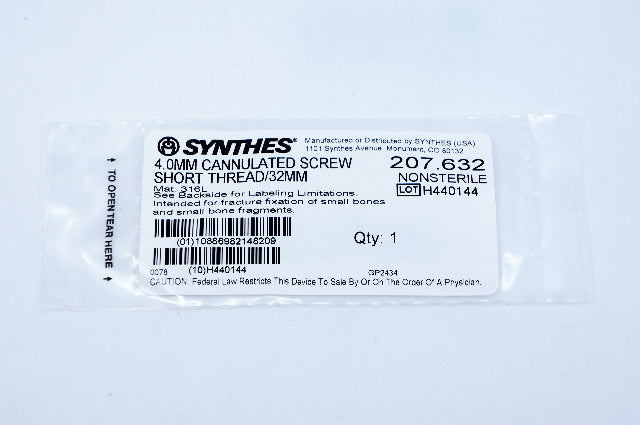 SYNTHES®
Manufactured or Distributed by SYNTHES (USA)
1101 Synthes Avenue, Monument, CO 80132
4.0MM CANNULATED SCREW
SHORT THREAD/32MM
207.632
NONSTERILE
LOT H440144
Mat. 316L
See Backside for Labeling Limitations.
Intended for fracture fixation of small bones
and small bone fragments.
(01)10886982148209
Qty: 1
(10)H440144
0078
GP2434
CAUTION: Federal Law Restricts This Device To Sale By Or On The Order Of A Physician.
↑ TO OPEN TEAR HERE ↑